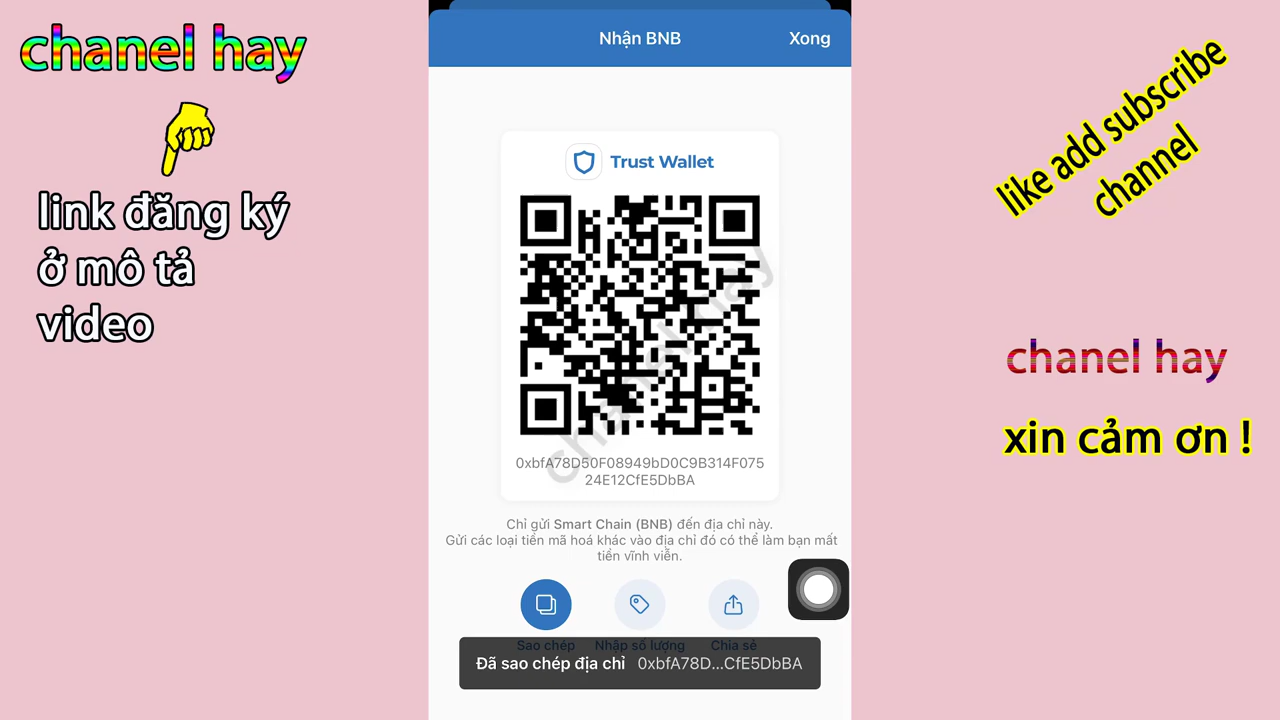 chanel hay
link đăng ký
ở mô tả
video
Nhận BNB
Xong
Trust Wallet
chanel hay
0xbfA78D50F08949bD0C9B314F075
24E12CfE5DbBA
Chỉ gửi Smart Chain (BNB) đến địa chỉ này.
Gửi các loại tiền mã hoá khác vào địa chỉ đó có thể làm bạn mất
tiền vĩnh viễn.
Sao chép
Nhập số lượng
Chia sẻ
Đã sao chép địa chỉ 0xbfA78D...CfE5DbBA
like add subscribe
channel
chanel hay
xin cảm ơn !